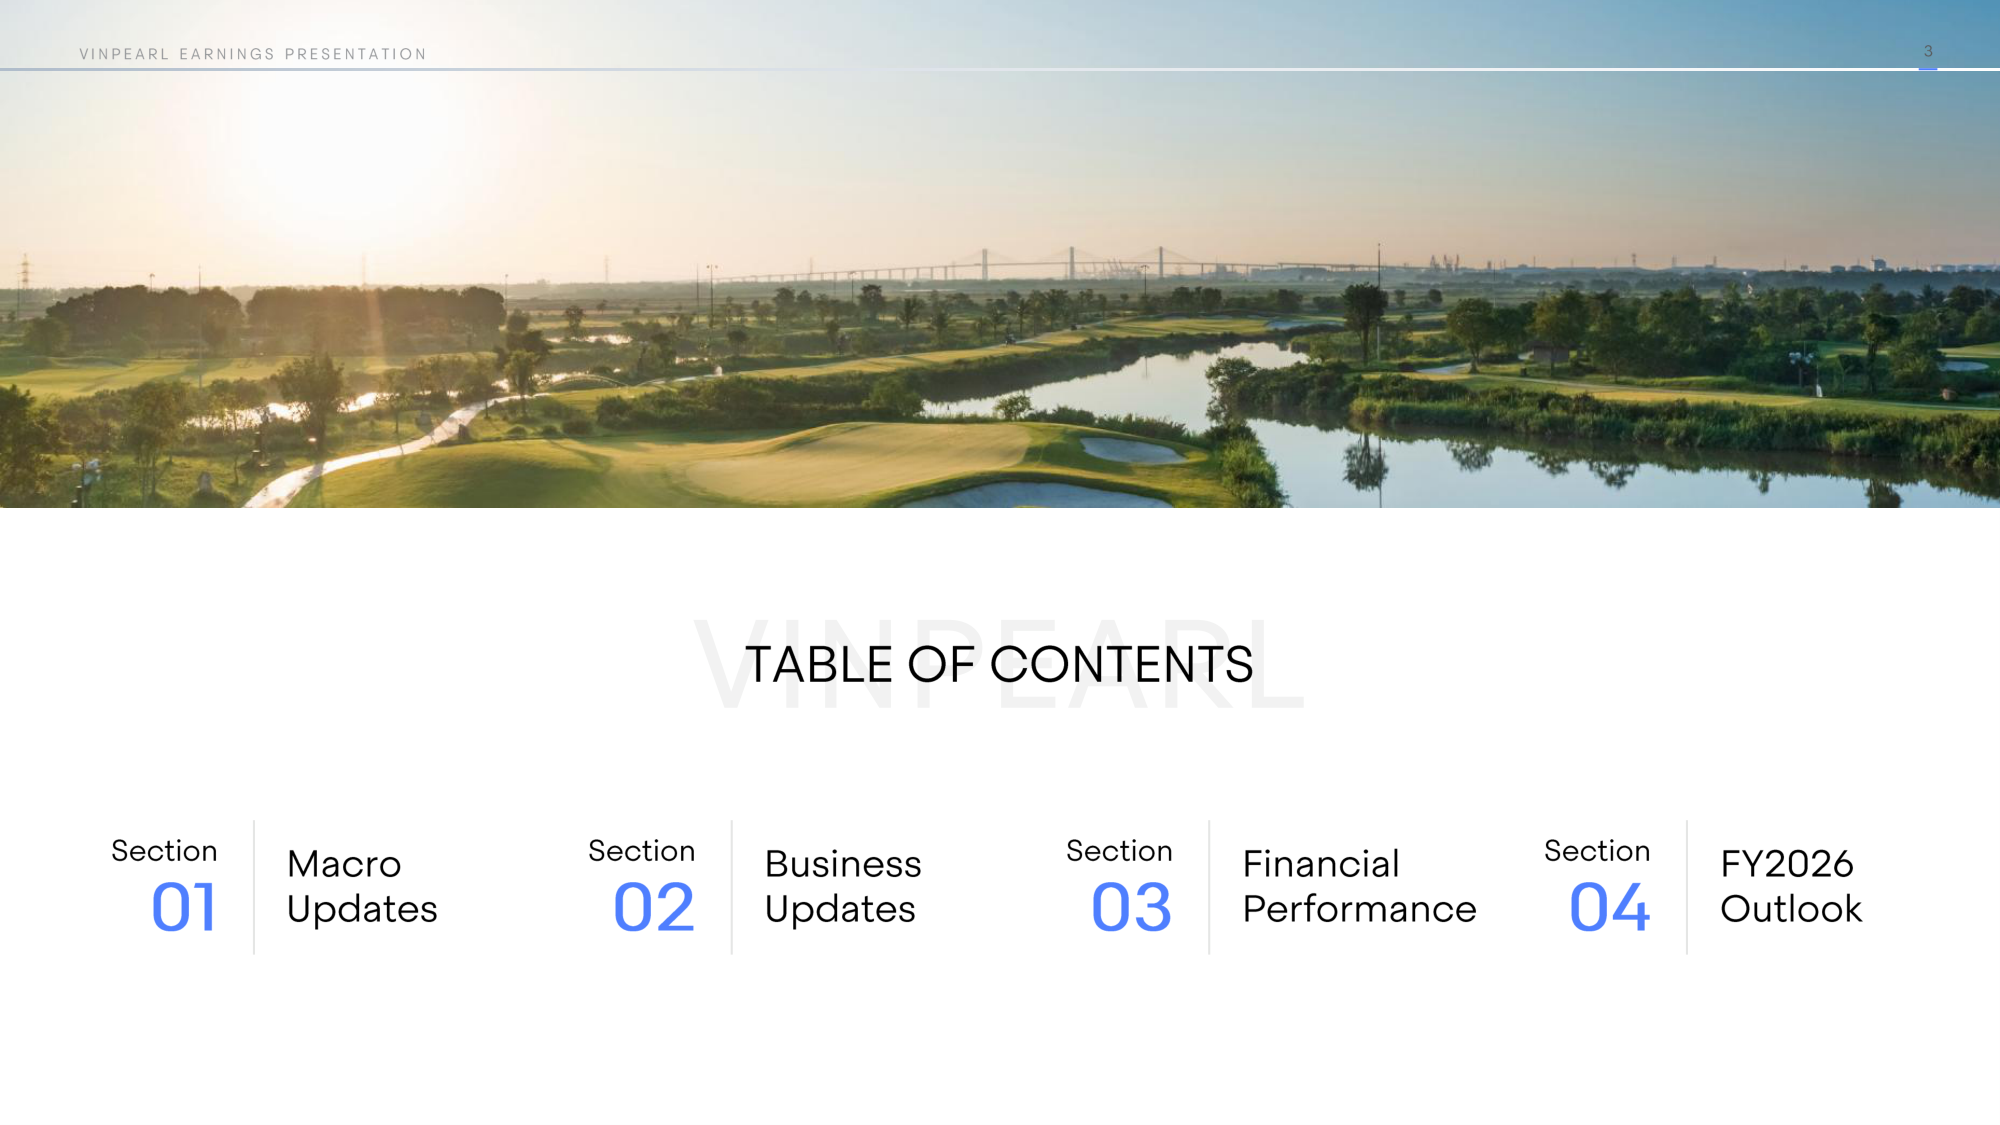 VINPEARL EARNINGS PRESENTATION
3
VINPEARL
TABLE OF CONTENTS
Section
01
Macro
Updates
Section
02
Business
Updates
Section
03
Financial
Performance
Section
04
FY2026
Outlook